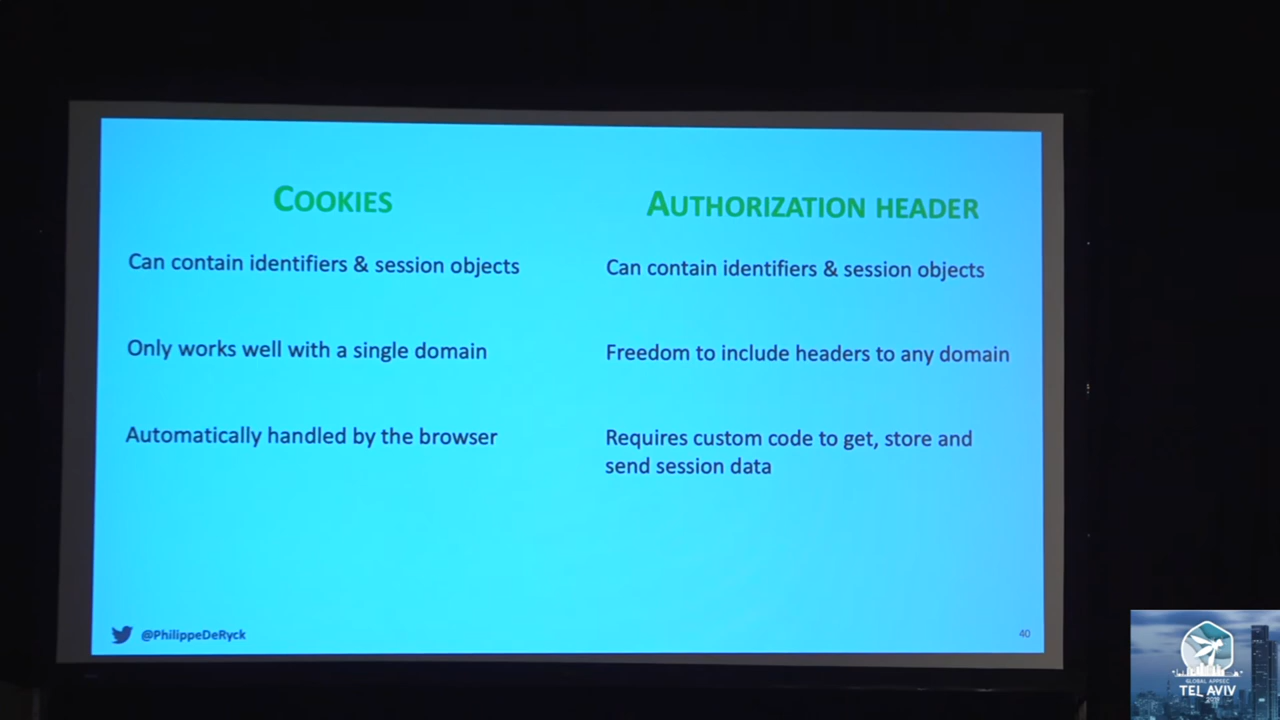 COOKIES
Can contain identifiers & session objects
Only works well with a single domain
Automatically handled by the browser
AUTHORIZATION HEADER
Can contain identifiers & session objects
Freedom to include headers to any domain
Requires custom code to get, store and
send session data
@PhilippeDeRyck
40
GLOBAL APPSEC
TEL AVIV